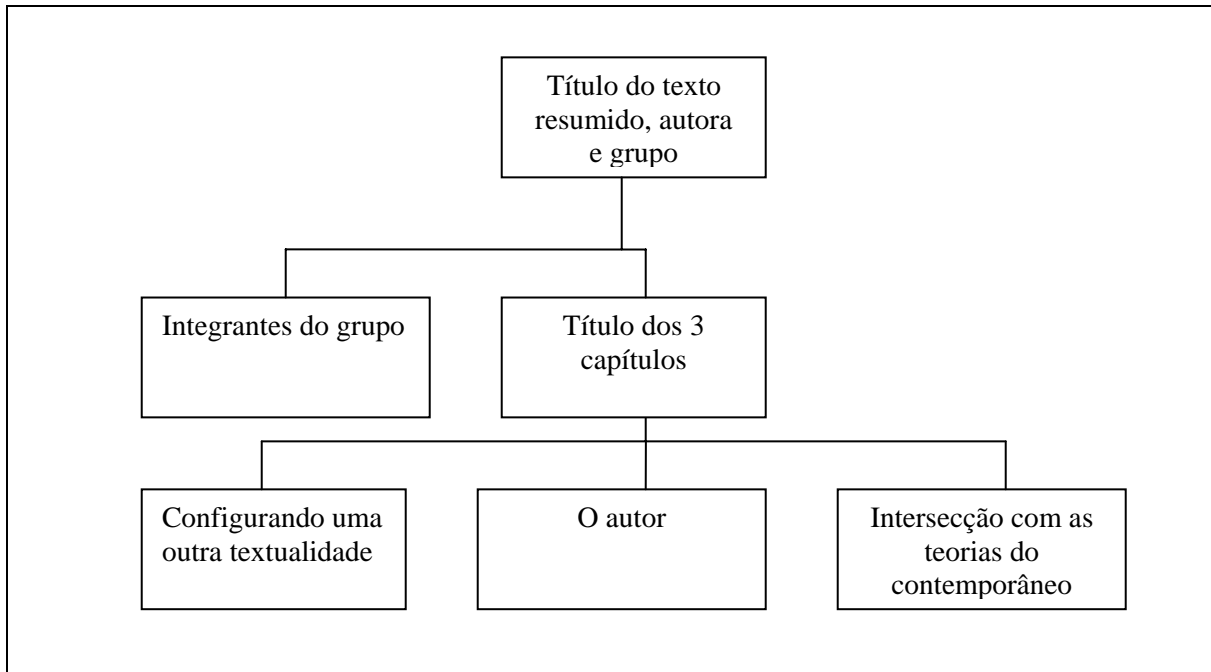 Título do texto
resumido, autora
e grupo
Integrantes do grupo
Título dos 3
capítulos
Configurando uma
outra textualidade
O autor
Intersecção com as
teorias do
contemporâneo